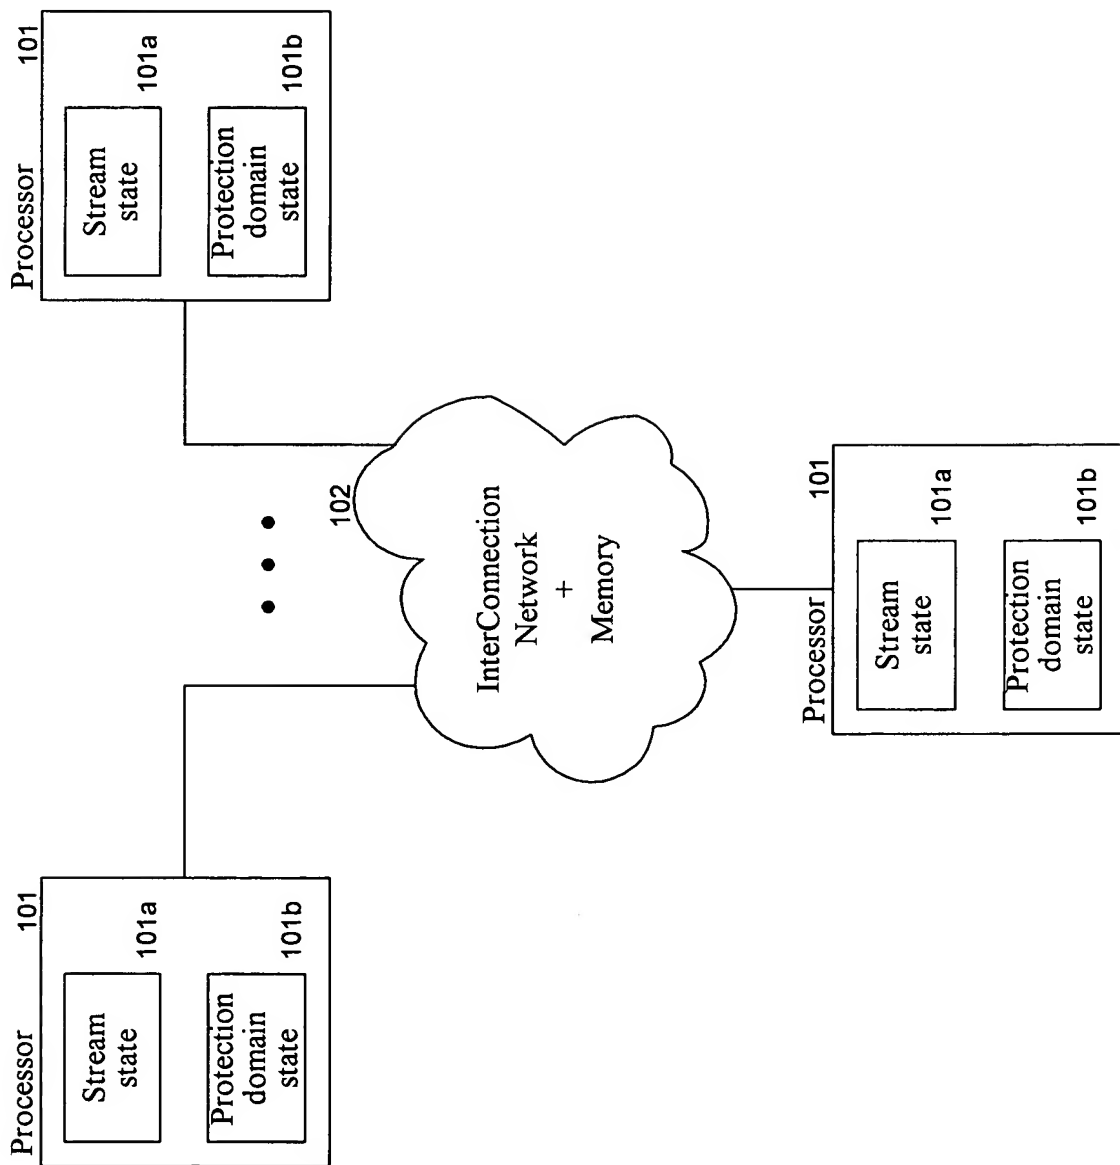 Processor 101
Stream
state
101a
Protection
domain
state
101b
Processor 101
Stream
state
101a
Protection
domain
state
101b
102
InterConnection
Network
+
Memory
Processor 101
Stream
state
101a
Protection
domain
state
101b